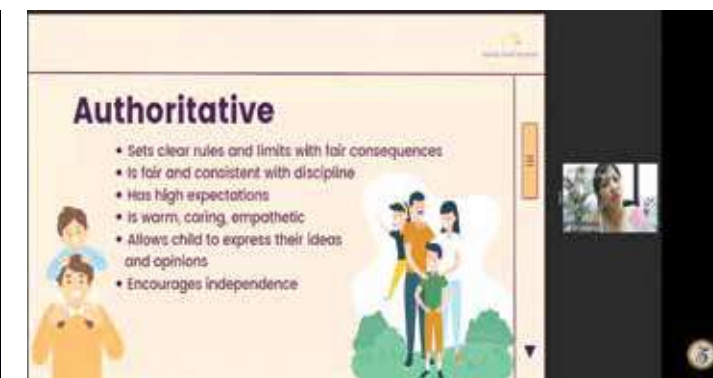 Authoritative
• Sets clear rules and limits with fair consequences
• Is fair and consistent with discipline
• Has high expectations
• Is warm, caring, empathetic
• Allows child to express their ideas
and opinions
• Encourages independence